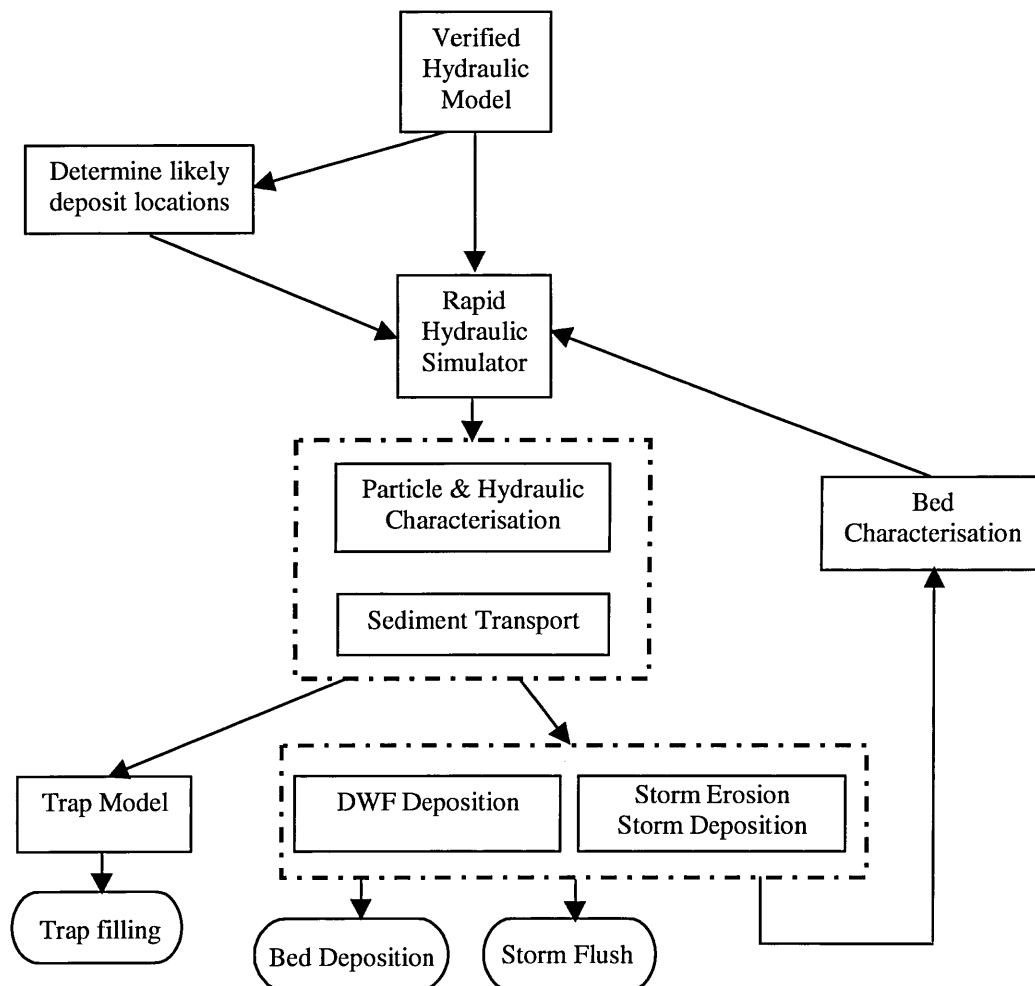 Verified
Hydraulic
Model
Determine likely
deposit locations
Rapid
Hydraulic
Simulator
Particle & Hydraulic
Characterisation
Bed
Characterisation
Sediment Transport
Trap Model
DWF Deposition
Storm Erosion
Storm Deposition
Trap filling
Bed Deposition
Storm Flush